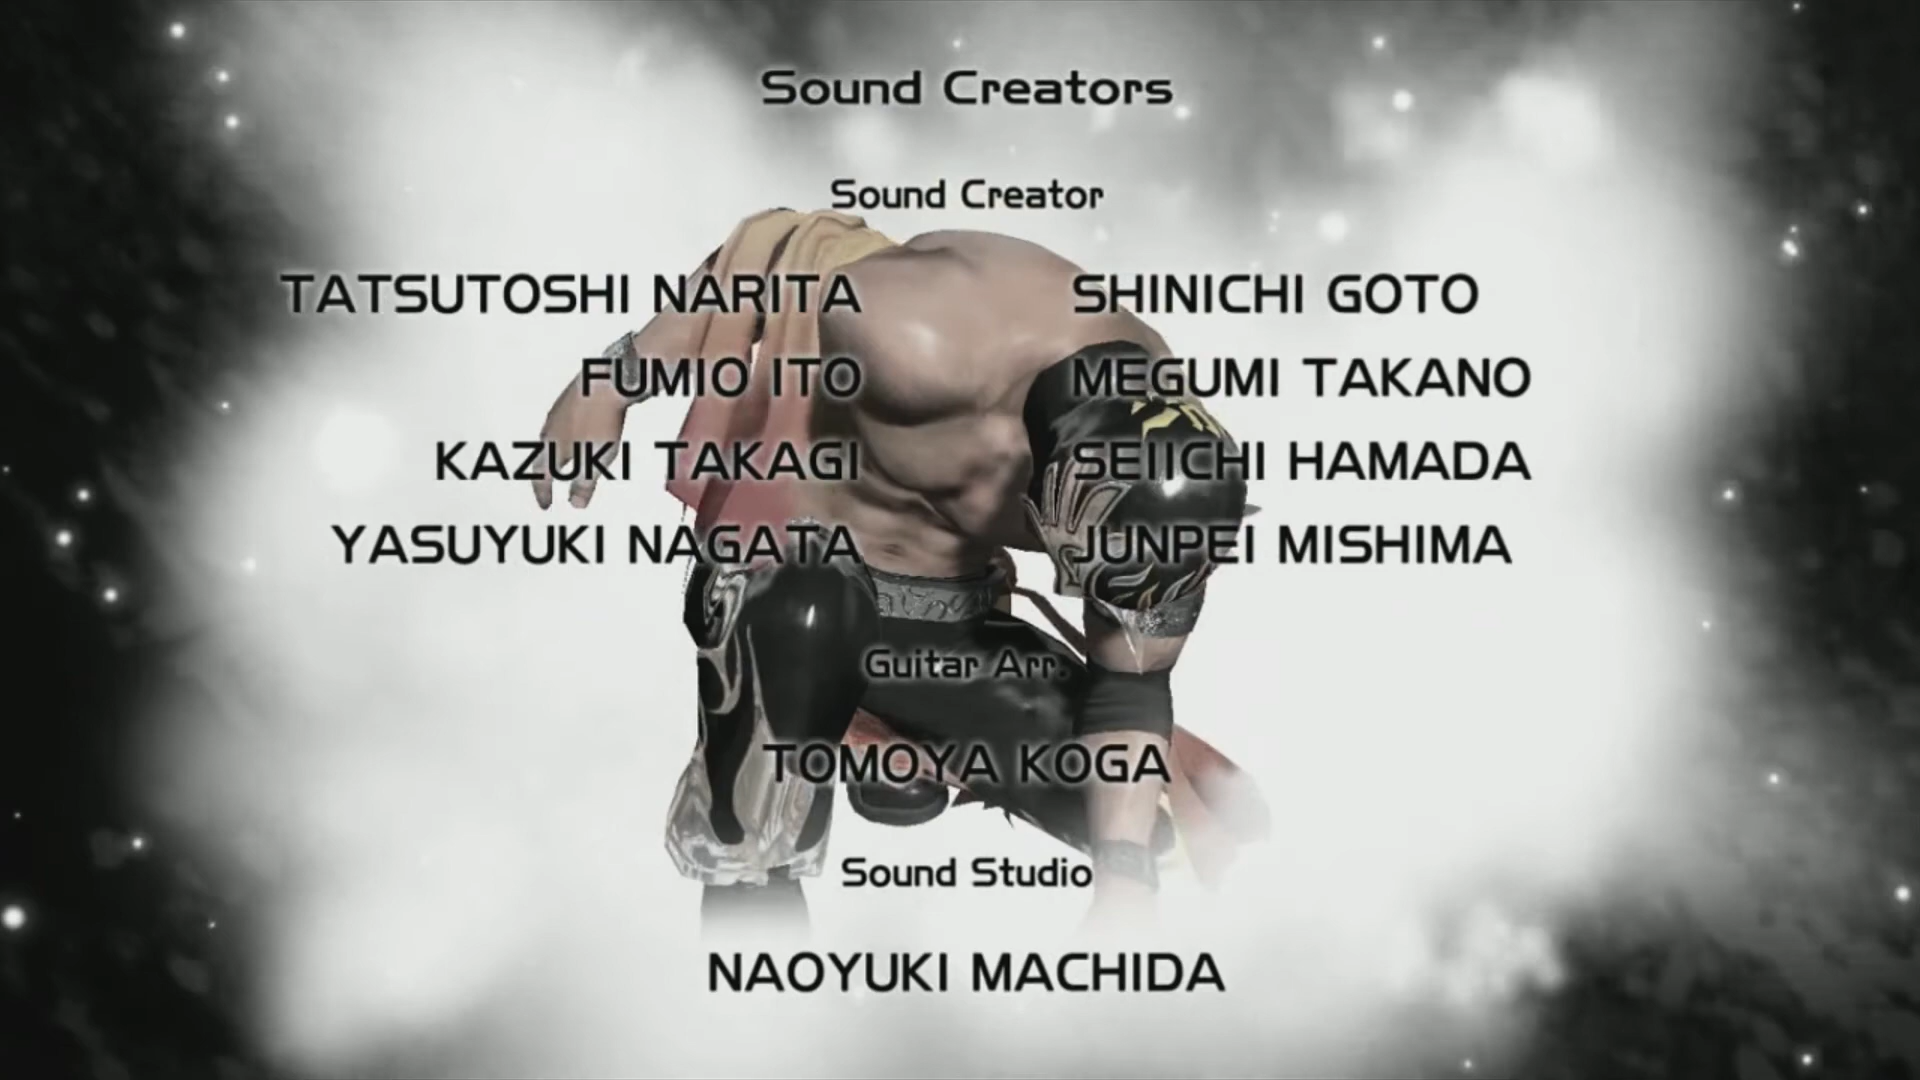 Sound Creators
Sound Creator
TATSUTOSHI NARITA SHINICHI GOTO
FUMIO ITO MEGUMI TAKANO
KAZUKI TAKAGI SEIICHI HAMADA
YASUYUKI NAGATA JUNPEI MISHIMA
Guitar Arr.
TOMOYA KOGA
Sound Studio
NAOYUKI MACHIDA